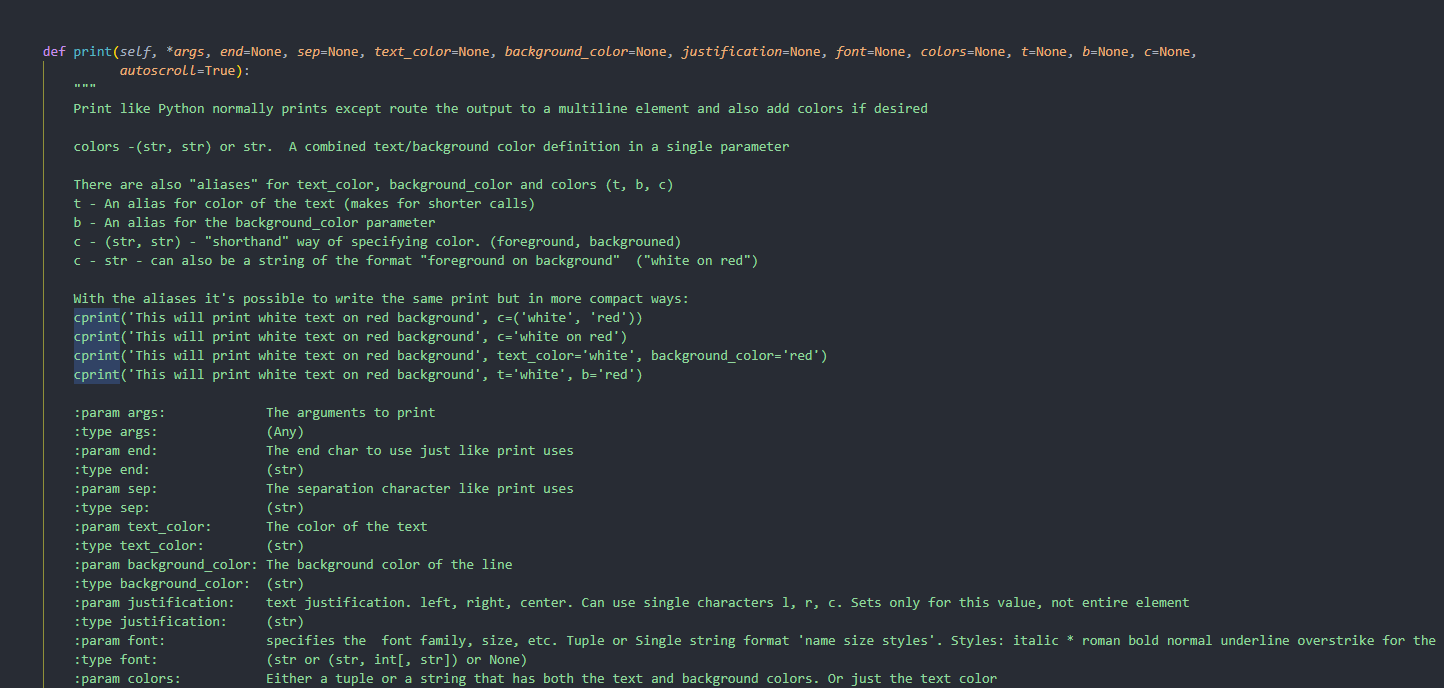 def print(self, *args, end=None, sep=None, text_color=None, background_color=None, justification=None, font=None, colors=None, t=None, b=None, c=None,
autoscroll=True):
"""
Print like Python normally prints except route the output to a multiline element and also add colors if desired
colors -(str, str) or str.  A combined text/background color definition in a single parameter
There are also "aliases" for text_color, background_color and colors (t, b, c)
t - An alias for color of the text (makes for shorter calls)
b - An alias for the background_color parameter
c - (str, str) - "shorthand" way of specifying color. (foreground, backgrouned)
c - str - can also be a string of the format "foreground on background"  ("white on red")
With the aliases it's possible to write the same print but in more compact ways:
cprint('This will print white text on red background', c=('white', 'red'))
cprint('This will print white text on red background', c='white on red')
cprint('This will print white text on red background', text_color='white', background_color='red')
cprint('This will print white text on red background', t='white', b='red')
:param args:             The arguments to print
:type args:              (Any)
:param end:              The end char to use just like print uses
:type end:               (str)
:param sep:              The separation character like print uses
:type sep:               (str)
:param text_color:       The color of the text
:type text_color:        (str)
:param background_color: The background color of the line
:type background_color:  (str)
:param justification:    text justification. left, right, center. Can use single characters l, r, c. Sets only for this value, not entire element
:type justification:     (str)
:param font:             specifies the  font family, size, etc. Tuple or Single string format 'name size styles'. Styles: italic * roman bold normal underline overstrike for the
:type font:              (str or (str, int[, str]) or None)
:param colors:           Either a tuple or a string that has both the text and background colors. Or just the text color